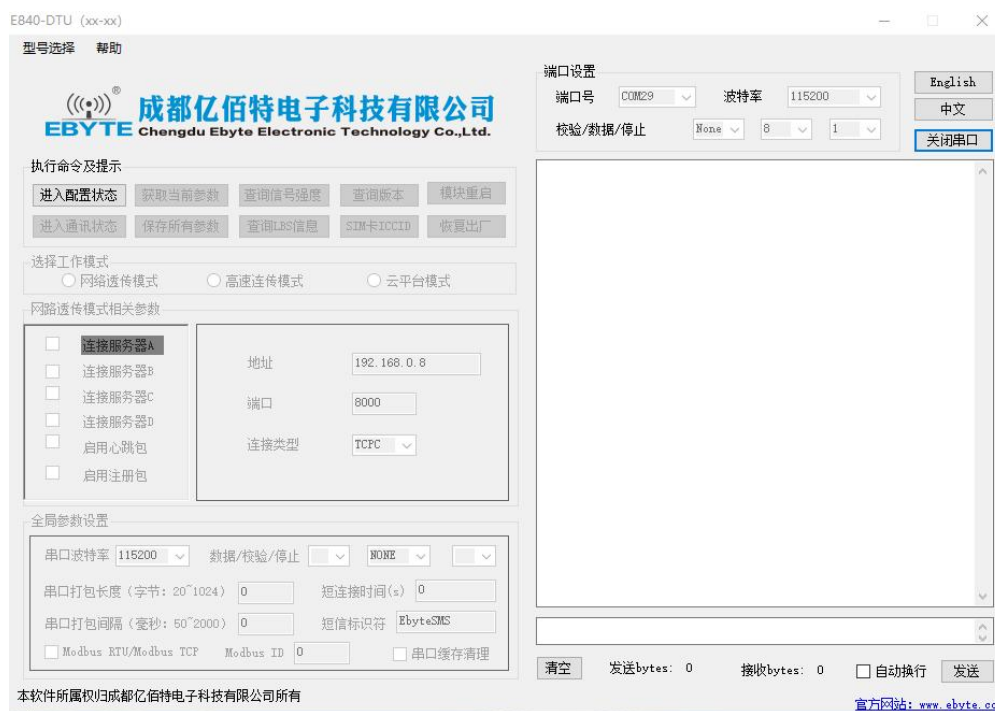 E840-DTU (xx-xx)
型号选择 帮助
((·))® 成都亿佰特电子科技有限公司
EBYTE Chengdu Ebyte Electronic Technology Co.,Ltd.
执行命令及提示
进入配置状态 获取当前参数 查询信号强度 查询版本 模块重启
进入通讯状态 保存所有参数 查询LBS信息 SIM卡ICCID 恢复出厂
选择工作模式
网络透传模式 高速连传模式 云平台模式
网路透传模式相关参数
连接服务器A
连接服务器B
连接服务器C
连接服务器D
启用心跳包
启用注册包
地址 192.168.0.8
端口 8000
连接类型 TCPC
全局参数设置
串口波特率 115200 数据/校验/停止 NONE
串口打包长度(字节: 20~1024) 0 短连接时间(s) 0
串口打包间隔(毫秒: 50~2000) 0 短信标识符 EbyteSMS
Modbus RTU/Modbus TCP Modbus ID 0 串口缓存清理
本软件所属权归成都亿佰特电子科技有限公司所有
端口设置
端口号 COM29 波特率 115200
校验/数据/停止 None 8 1
English
中文
关闭串口
清空 发送bytes: 0 接收bytes: 0 自动换行 发送
官方网站: www.ebyte.co